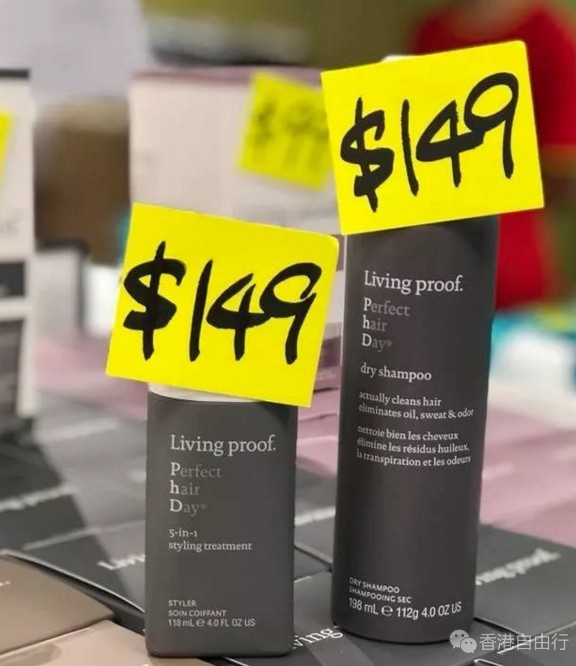 $149
Living proof.
Perfect
hair
Day®
dry shampoo
actually cleans hair
eliminates oil, sweat & odor
nettoie bien les cheveux
élimine les résidus huileux,
la transpiration et les odeurs
DRY SHAMPOO
SHAMPOOING SEC
198 mL ℮ 112g 4.0 OZ US
$149
Living proof.
Perfect
hair
Day®
5-in-1
styling treatment
STYLER
SOIN COIFFANT
118 mL ℮ 4.0 FL OZ US
$99
Living
香港自由行